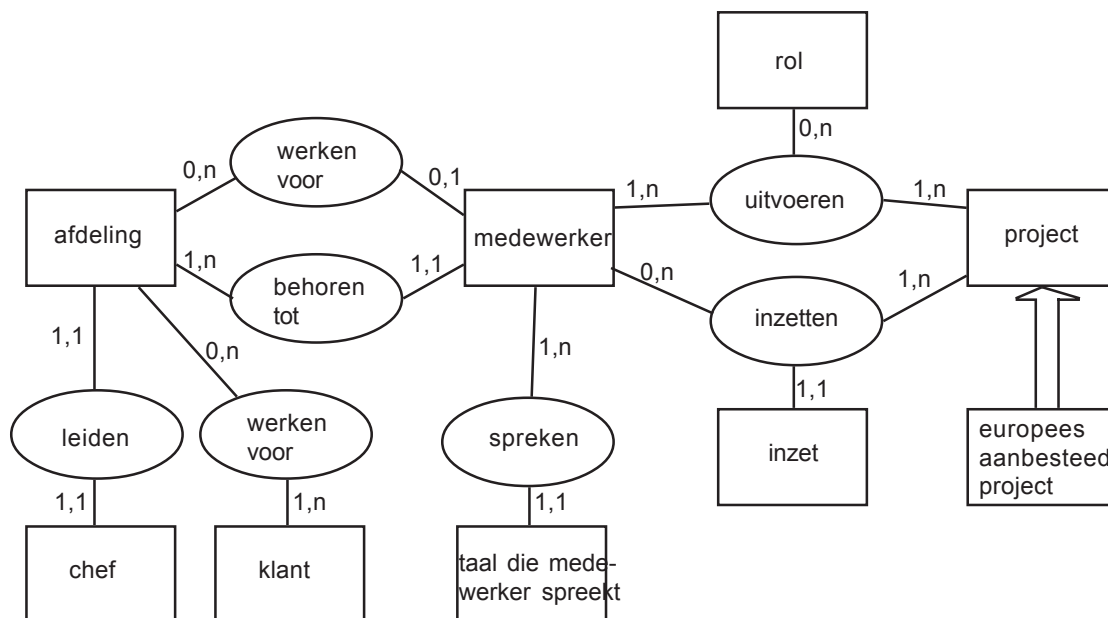 rol
0,n
werken
voor
0,n
0,1
1,n
uitvoeren
1,n
afdeling
medewerker
project
1,n
behoren
tot
1,1
0,n
inzetten
1,n
1,1
0,n
1,n
1,1
leiden
werken
voor
spreken
inzet
europees
aanbesteed
project
1,1
1,n
1,1
chef
klant
taal die mede-
werker spreekt